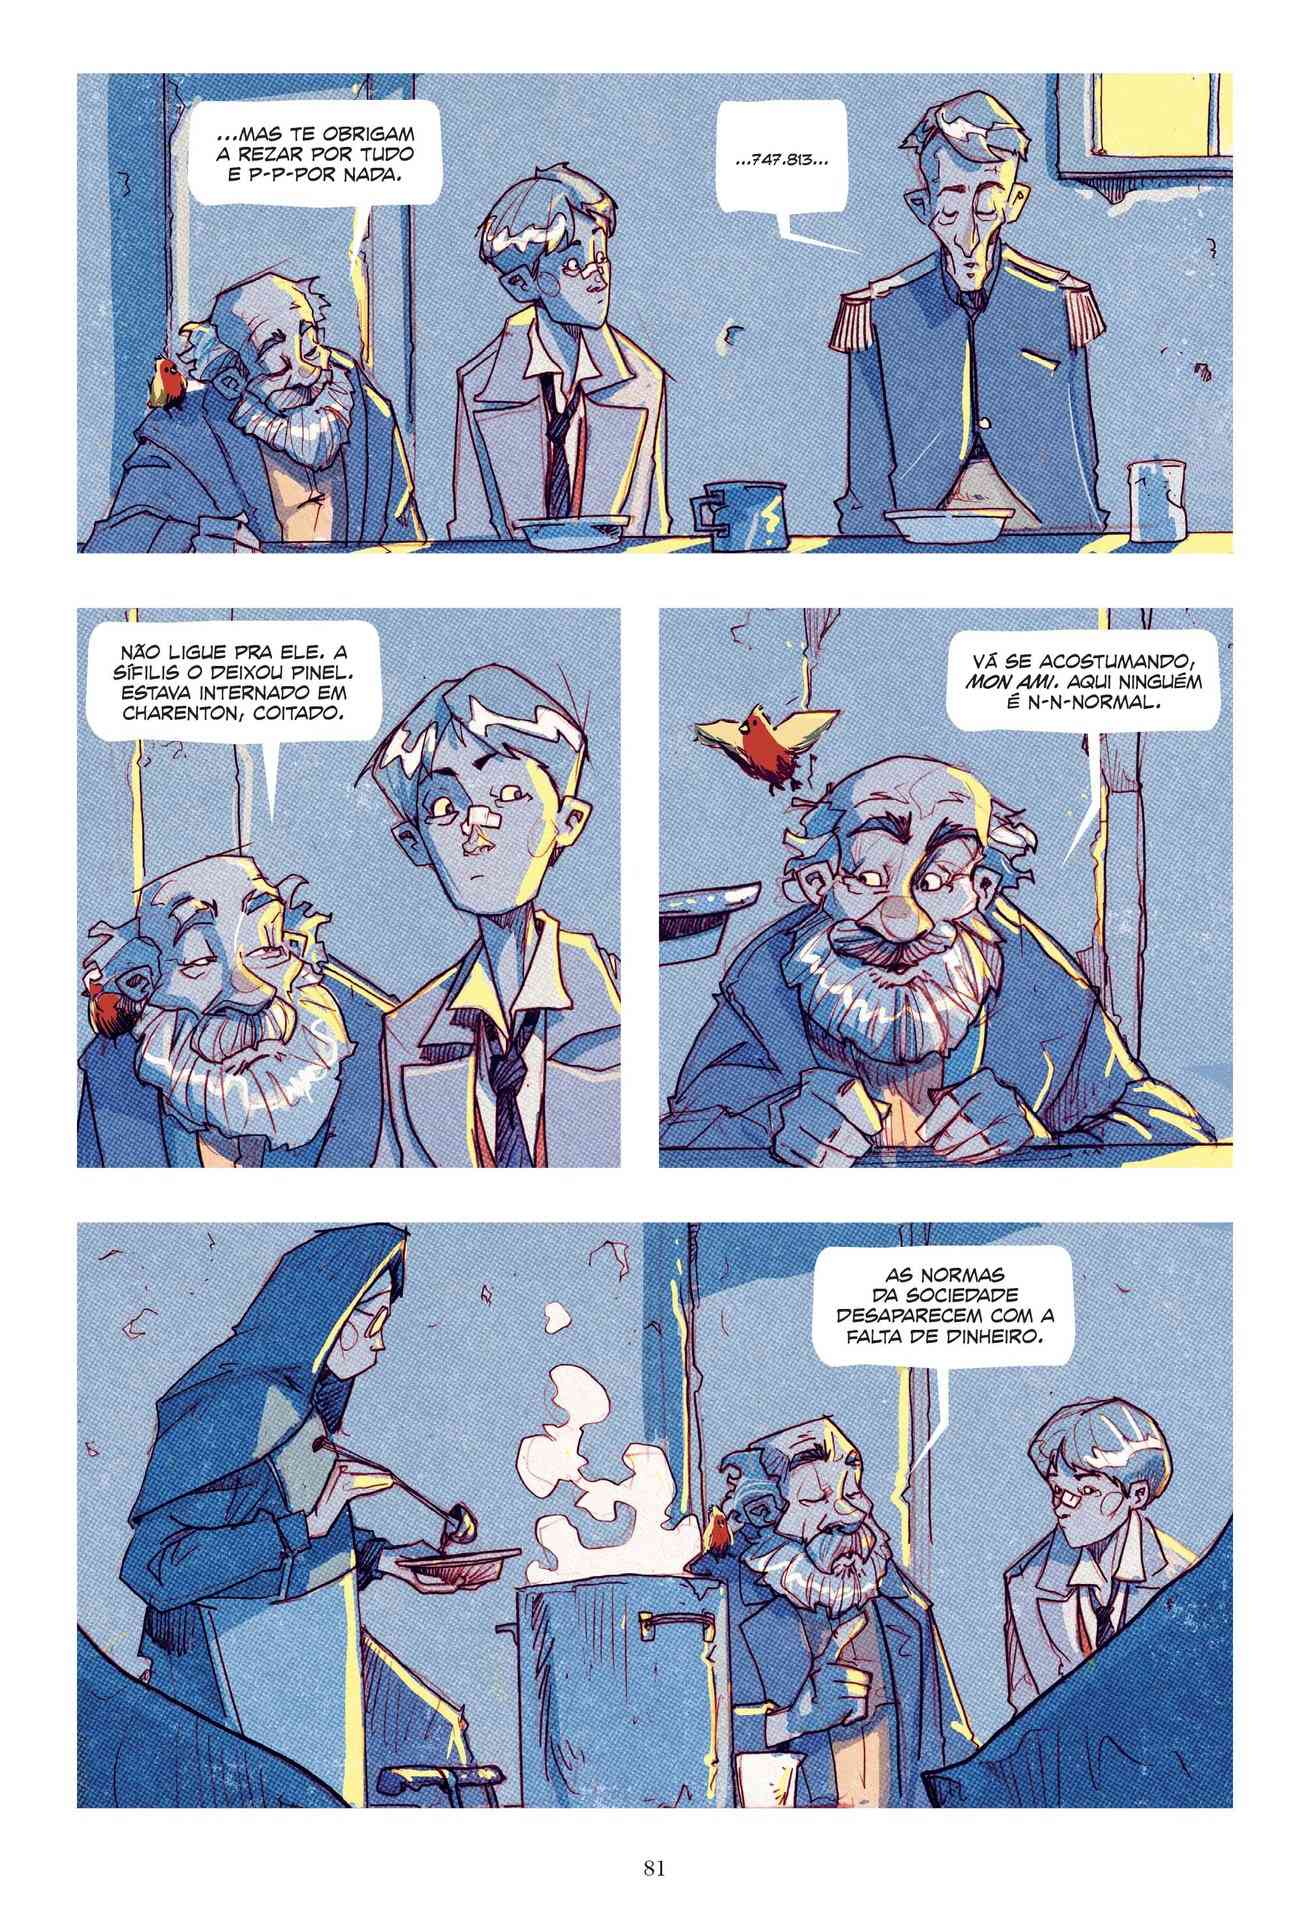 ...MAS TE OBRIGAM
A REZAR POR TUDO
E P-P-POR NADA.
...747.813...
NÃO LIGUE PRA ELE. A
SÍFILIS O DEIXOU PINEL.
ESTAVA INTERNADO EM
CHARENTON, COITADO.
VÁ SE ACOSTUMANDO,
MON AMI. AQUI NINGUÉM
É N-N-NORMAL.
AS NORMAS
DA SOCIEDADE
DESAPARECEM COM A
FALTA DE DINHEIRO.
81